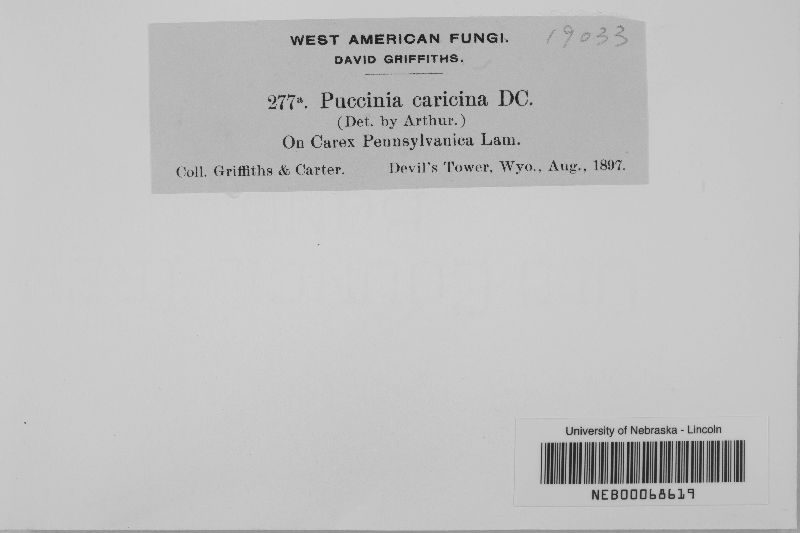 WEST AMERICAN FUNGI. 19033
DAVID GRIFFITHS.
277ª. Puccinia caricina DC.
(Det. by Arthur.)
On Carex Pennsylvanica Lam.
Coll. Griffiths & Carter. Devil's Tower, Wyo., Aug., 1897.
University of Nebraska - Lincoln
NEB00068619